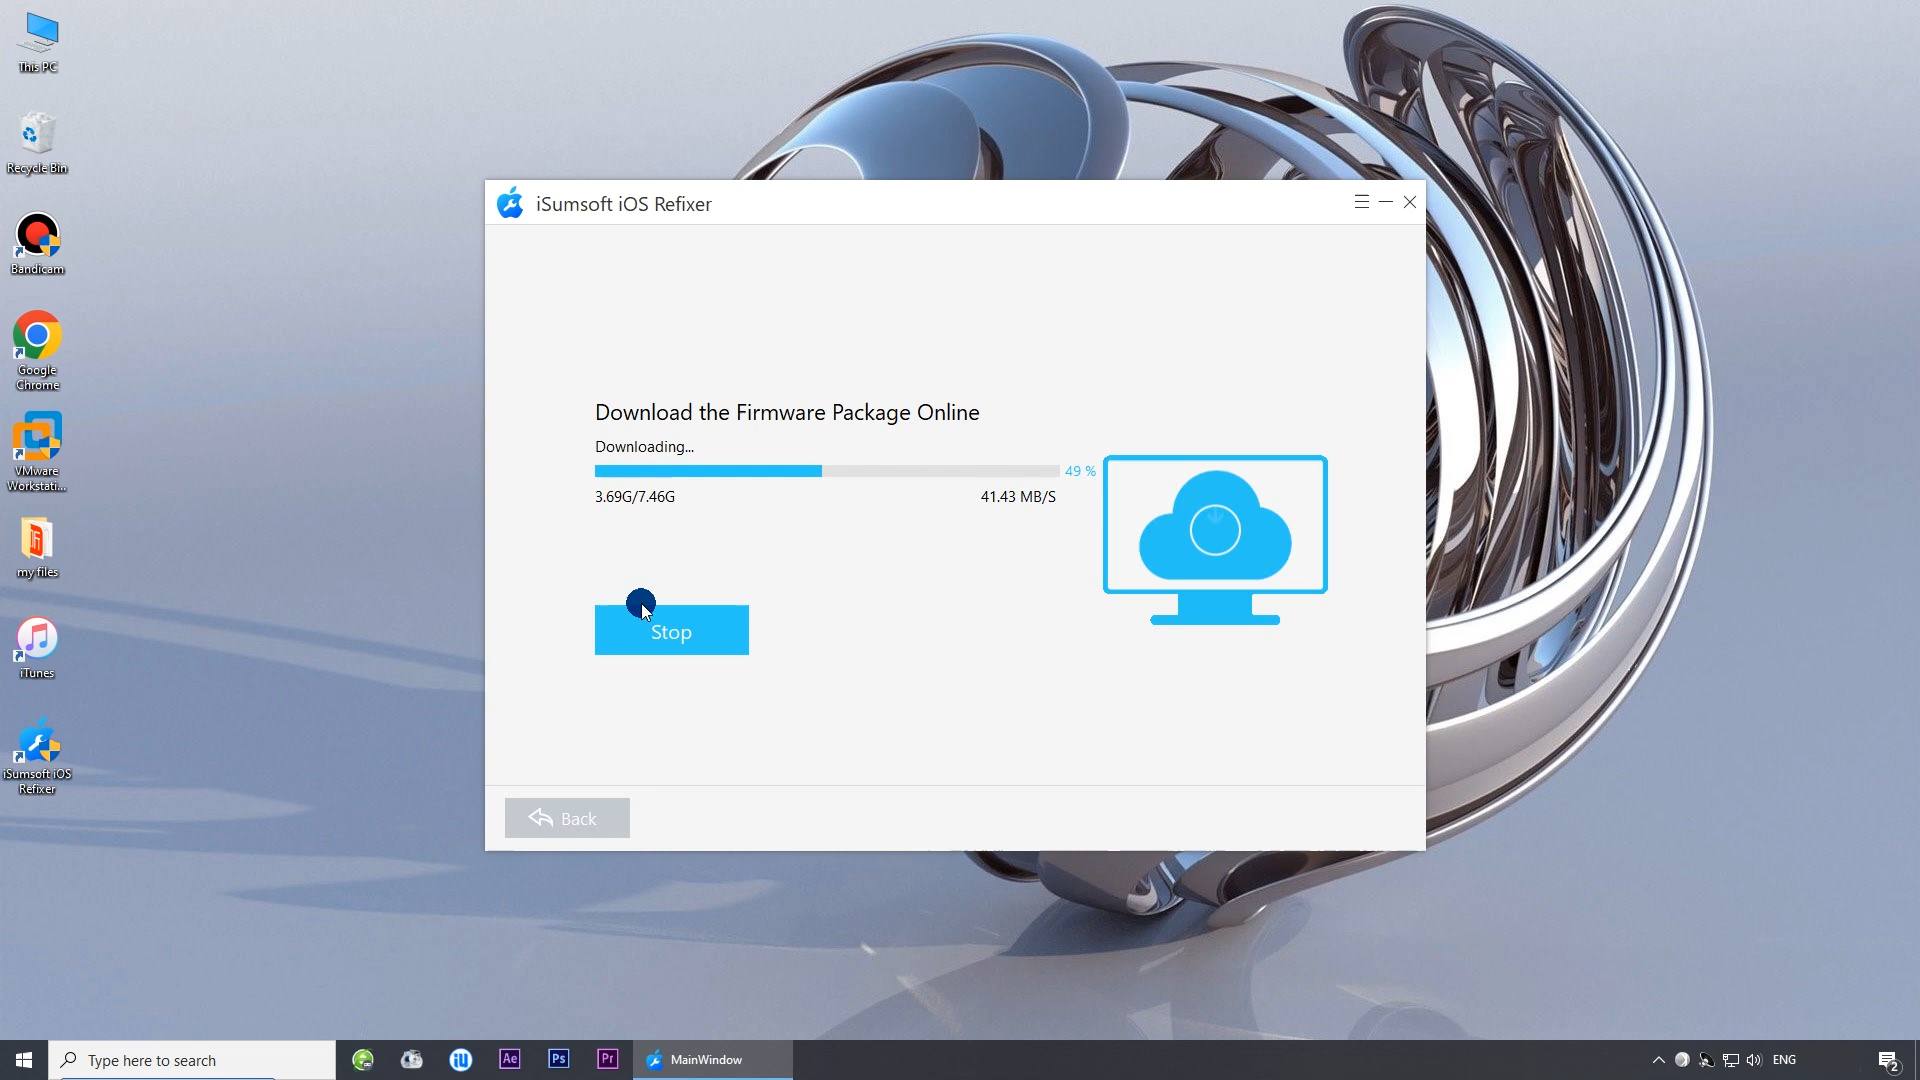 This PC
Recycle Bin
Bandicam
Google
Chrome
VMware
Workstati...
my files
iTunes
iSumsoft iOS
Refixer
iSumsoft iOS Refixer
Download the Firmware Package Online
Downloading...
49 %
3.69G/7.46G
41.43 MB/S
Stop
Back
Type here to search
iU
Ae
Ps
Pr
MainWindow
ENG
2